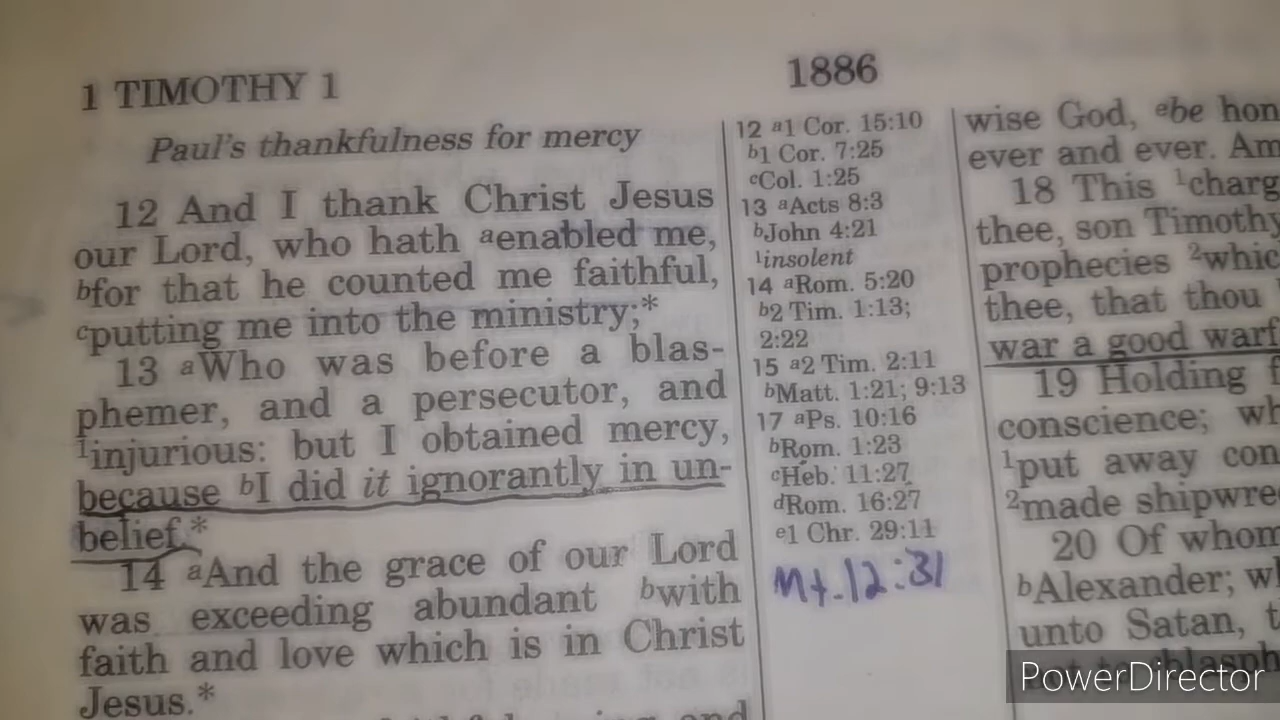 1 TIMOTHY 1
1886
Paul's thankfulness for mercy
12 And I thank Christ Jesus
our Lord, who hath ᵃenabled me,
ᵇfor that he counted me faithful,
ᶜputting me into the ministry;*
13 ᵃWho was before a blas-
phemer, and a persecutor, and
¹injurious: but I obtained mercy,
because ᵇI did it ignorantly in un-
belief.*
14 ᵃAnd the grace of our Lord
was exceeding abundant ᵇwith
faith and love which is in Christ
Jesus.*
12 ᵃ1 Cor. 15:10
ᵇ1 Cor. 7:25
ᶜCol. 1:25
13 ᵃActs 8:3
ᵇJohn 4:21
¹insolent
14 ᵃRom. 5:20
ᵇ2 Tim. 1:13;
2:22
15 ᵃ2 Tim. 2:11
ᵇMatt. 1:21; 9:13
17 ᵃPs. 10:16
ᵇRom. 1:23
ᶜHeb. 11:27
ᵈRom. 16:27
ᵉ1 Chr. 29:11
Mt. 12:31
wise God, ᵉbe hon
ever and ever. Am
18 This ¹charg
thee, son Timothy
prophecies ²whic
thee, that thou
war a good warf
19 Holding f
conscience; wh
¹put away con
²made shipwre
20 Of whom
ᵇAlexander; w
unto Satan, t
PowerDirector